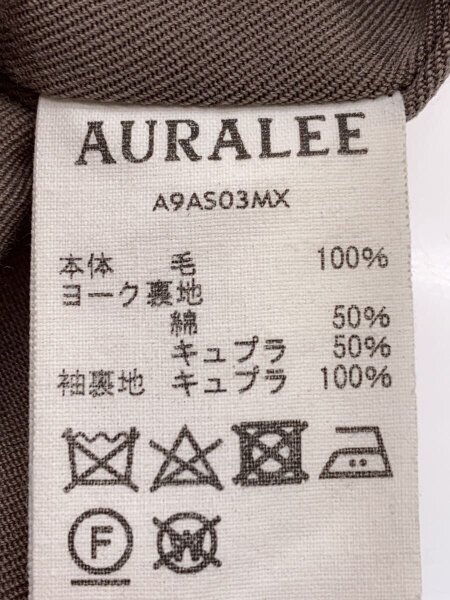 AURALEE
A9AS03MX
本体 毛 100%
ヨーク裏地
綿 50%
キュプラ 50%
袖裏地 キュプラ 100%
F W